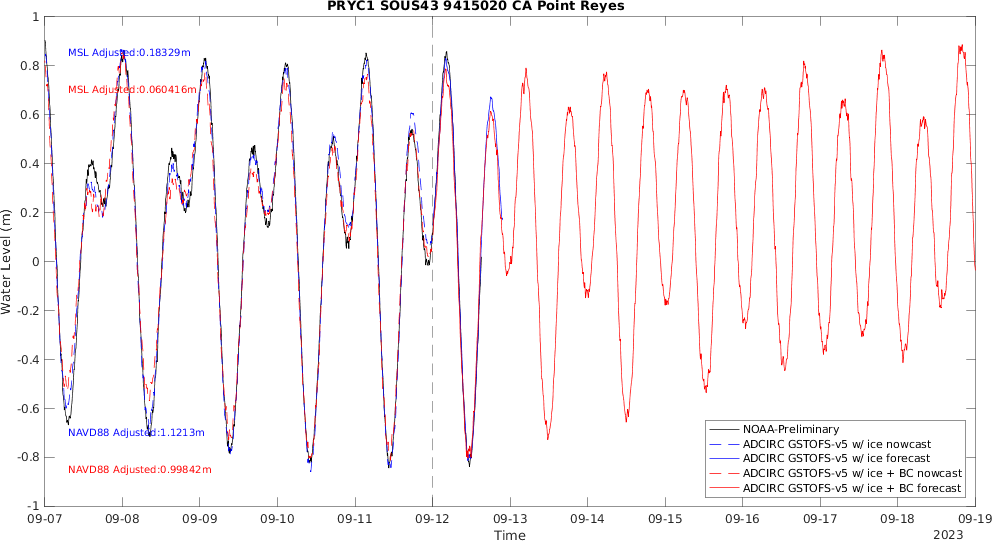 PRYC1 SOUS43 9415020 CA Point Reyes
1
0.8
0.6
0.4
0.2
0
-0.2
-0.4
-0.6
-0.8
-1
Water Level (m)
MSL Adjusted:0.18329m
MSL Adjusted:0.060416m
NAVD88 Adjusted:1.1213m
NAVD88 Adjusted:0.99842m
NOAA-Preliminary
ADCIRC GSTOFS-v5 w/ ice nowcast
ADCIRC GSTOFS-v5 w/ ice forecast
ADCIRC GSTOFS-v5 w/ ice + BC nowcast
ADCIRC GSTOFS-v5 w/ ice + BC forecast
09-07 09-08 09-09 09-10 09-11 09-12 09-13 09-14 09-15 09-16 09-17 09-18 09-19
Time
2023